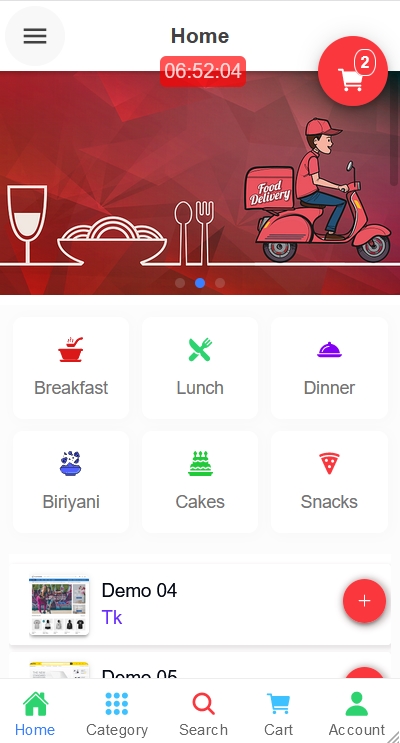 Home
2
06:52:04
Food
Delivery
Breakfast
Lunch
Dinner
Biriyani
Cakes
Snacks
Demo 04
Tk
+
Demo 05
Home
Category
Search
Cart
Account